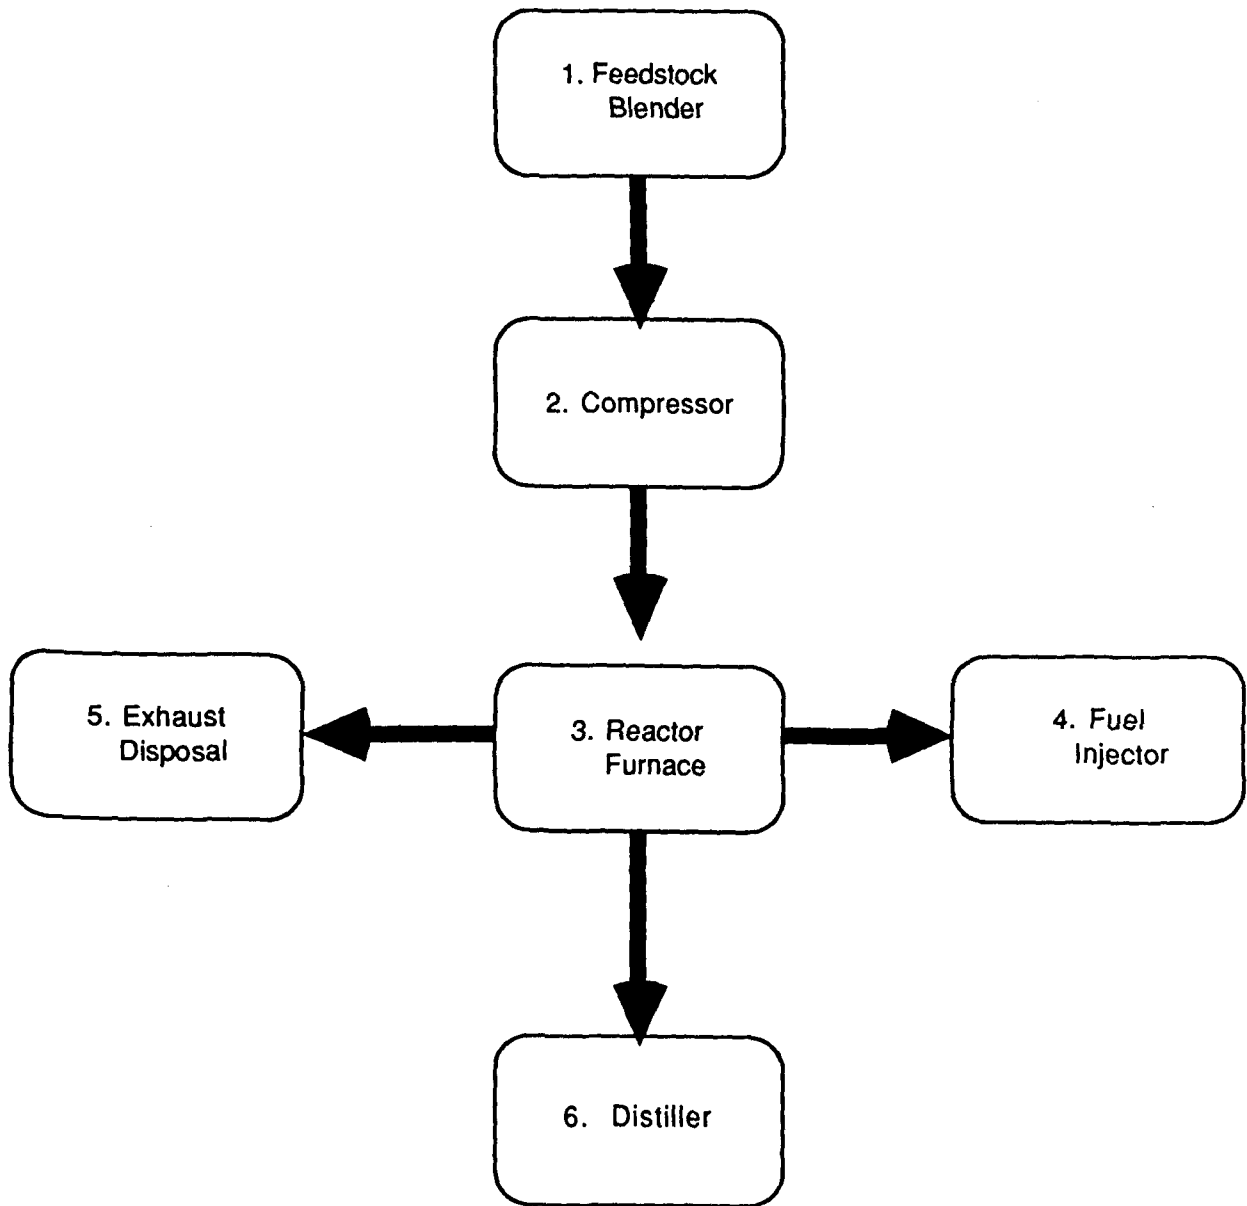 1. Feedstock
Blender
2. Compressor
5. Exhaust
Disposal
3. Reactor
Furnace
4. Fuel
Injector
6. Distiller